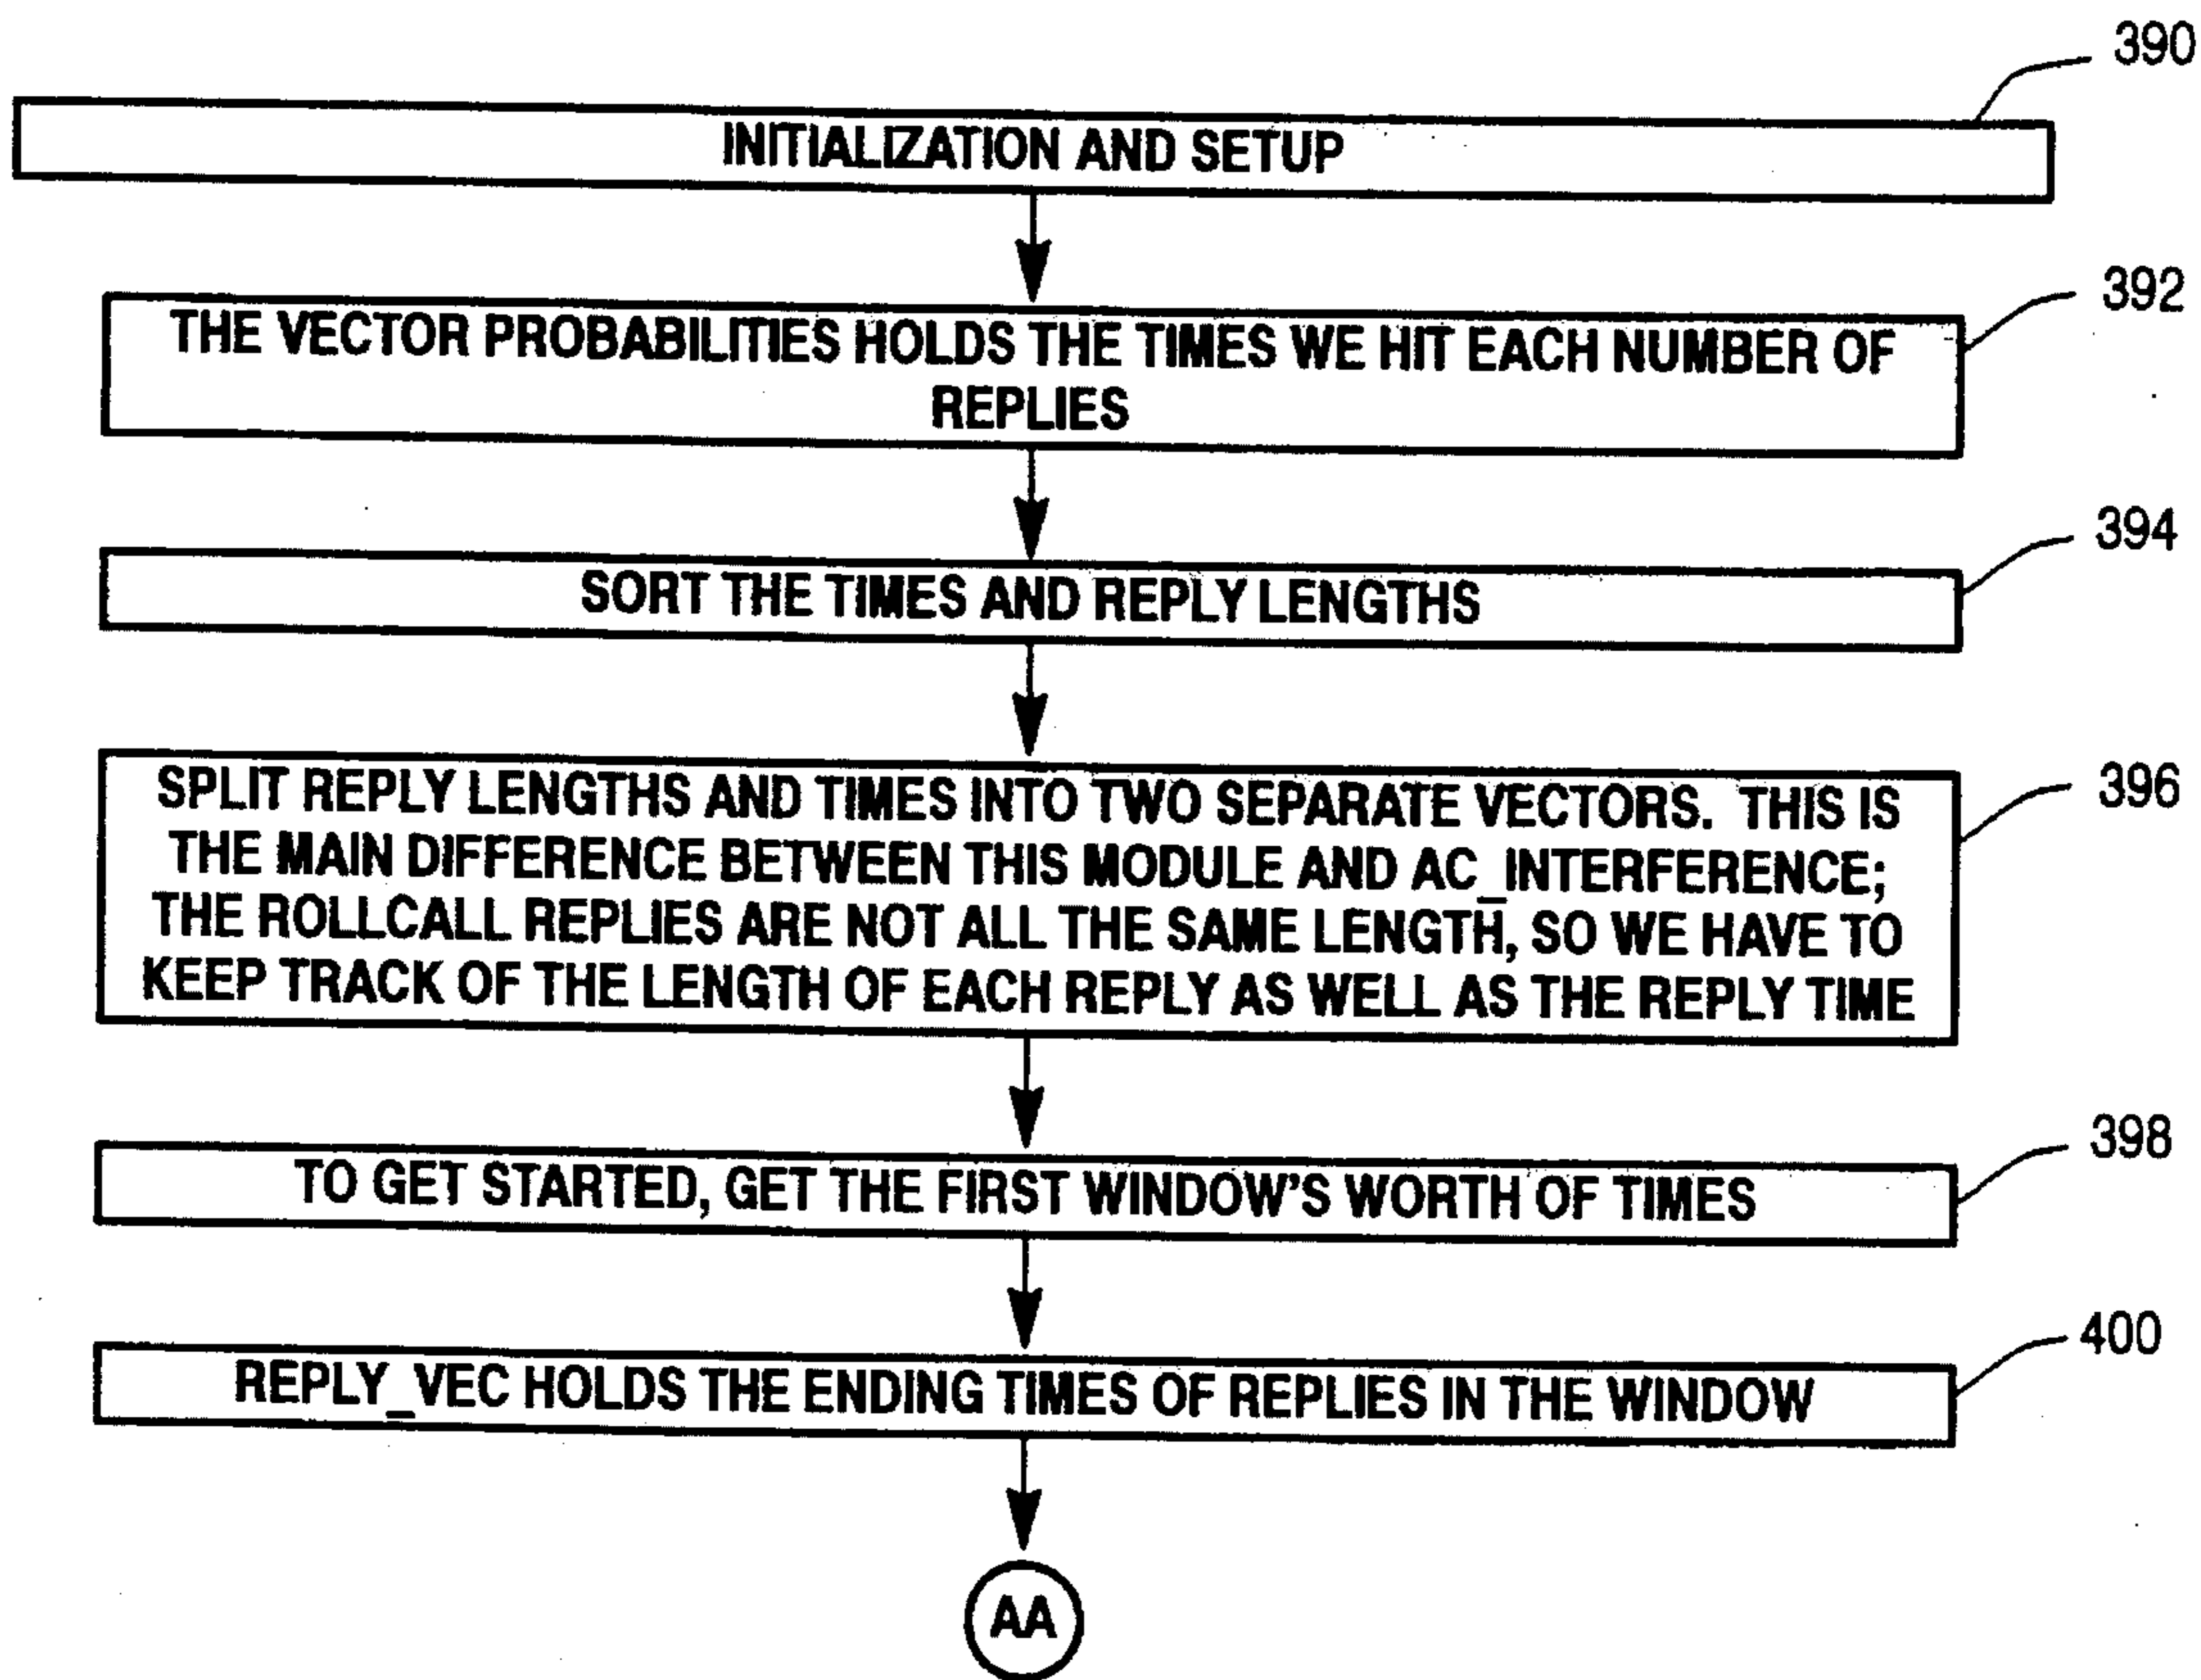 390
INITIALIZATION AND SETUP
392
THE VECTOR PROBABILITIES HOLDS THE TIMES WE HIT EACH NUMBER OF
REPLIES
394
SORT THE TIMES AND REPLY LENGTHS
396
SPLIT REPLY LENGTHS AND TIMES INTO TWO SEPARATE VECTORS. THIS IS
THE MAIN DIFFERENCE BETWEEN THIS MODULE AND AC_INTERFERENCE;
THE ROLLCALL REPLIES ARE NOT ALL THE SAME LENGTH, SO WE HAVE TO
KEEP TRACK OF THE LENGTH OF EACH REPLY AS WELL AS THE REPLY TIME
398
TO GET STARTED, GET THE FIRST WINDOW'S WORTH OF TIMES
400
REPLY_VEC HOLDS THE ENDING TIMES OF REPLIES IN THE WINDOW
AA